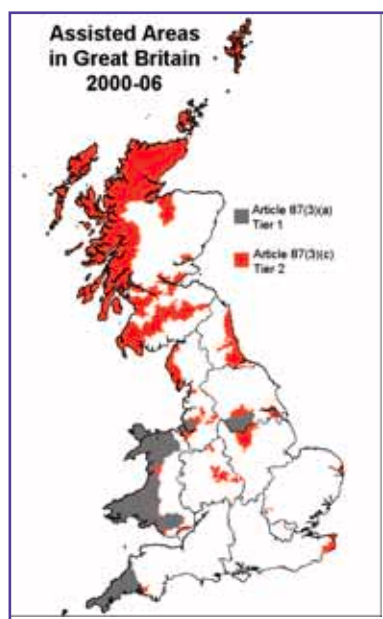 Assisted Areas
in Great Britain
2000-06
Article 87(3)(a)
Tier 1
Article 87(3)(c)
Tier 2